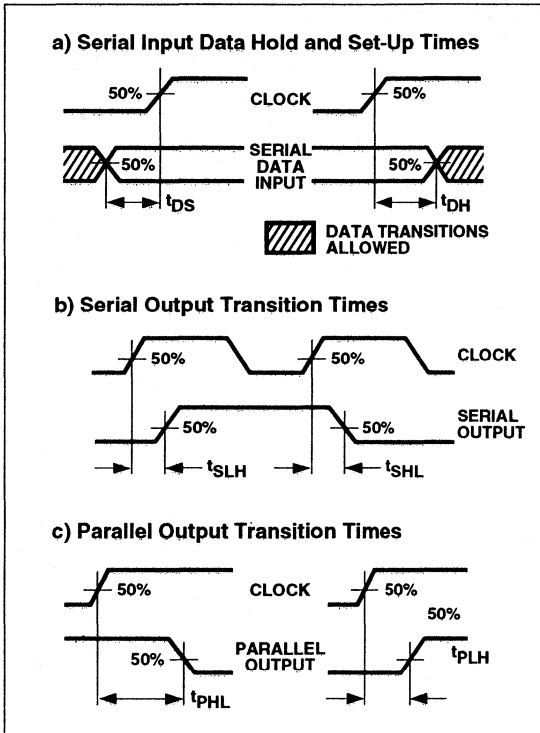 a) Serial Input Data Hold and Set-Up Times
50% CLOCK 50%
50% SERIAL DATA INPUT 50%
tDS tDH
DATA TRANSITIONS
ALLOWED
b) Serial Output Transition Times
50% 50% CLOCK
50% 50% SERIAL OUTPUT
tSLH tSHL
c) Parallel Output Transition Times
50% CLOCK 50%
50%
50% PARALLEL OUTPUT tPLH
tPHL